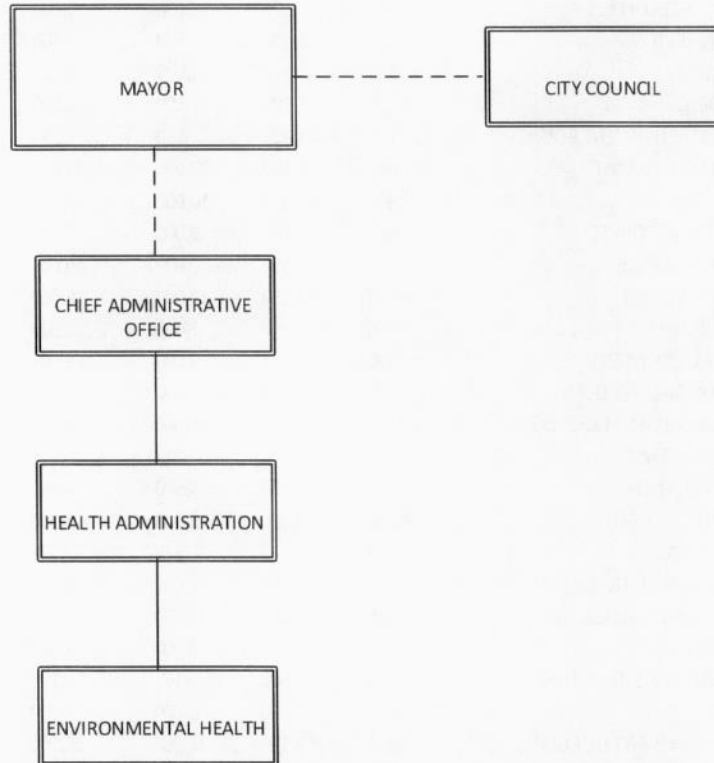 MAYOR
CITY COUNCIL
CHIEF ADMINISTRATIVE
OFFICE
HEALTH ADMINISTRATION
ENVIRONMENTAL HEALTH